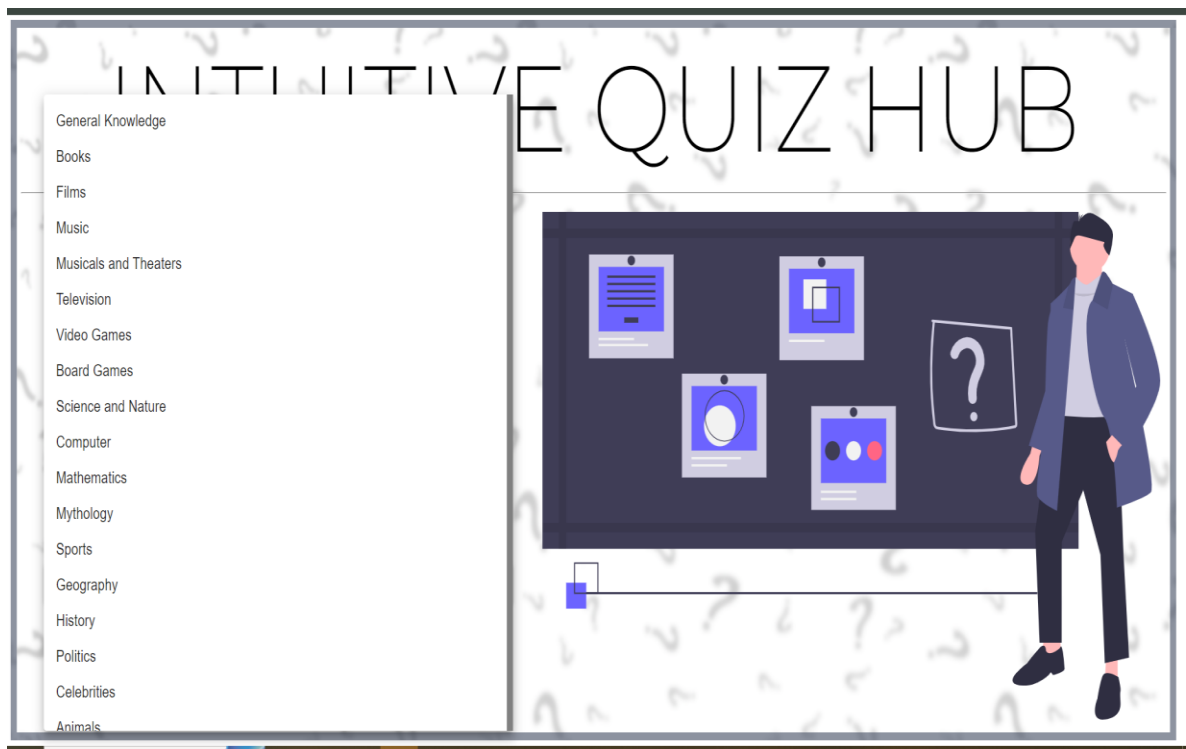 INTUITIVE QUIZ HUB
General Knowledge
Books
Films
Music
Musicals and Theaters
Television
Video Games
Board Games
Science and Nature
Computer
Mathematics
Mythology
Sports
Geography
History
Politics
Celebrities
Animals
?